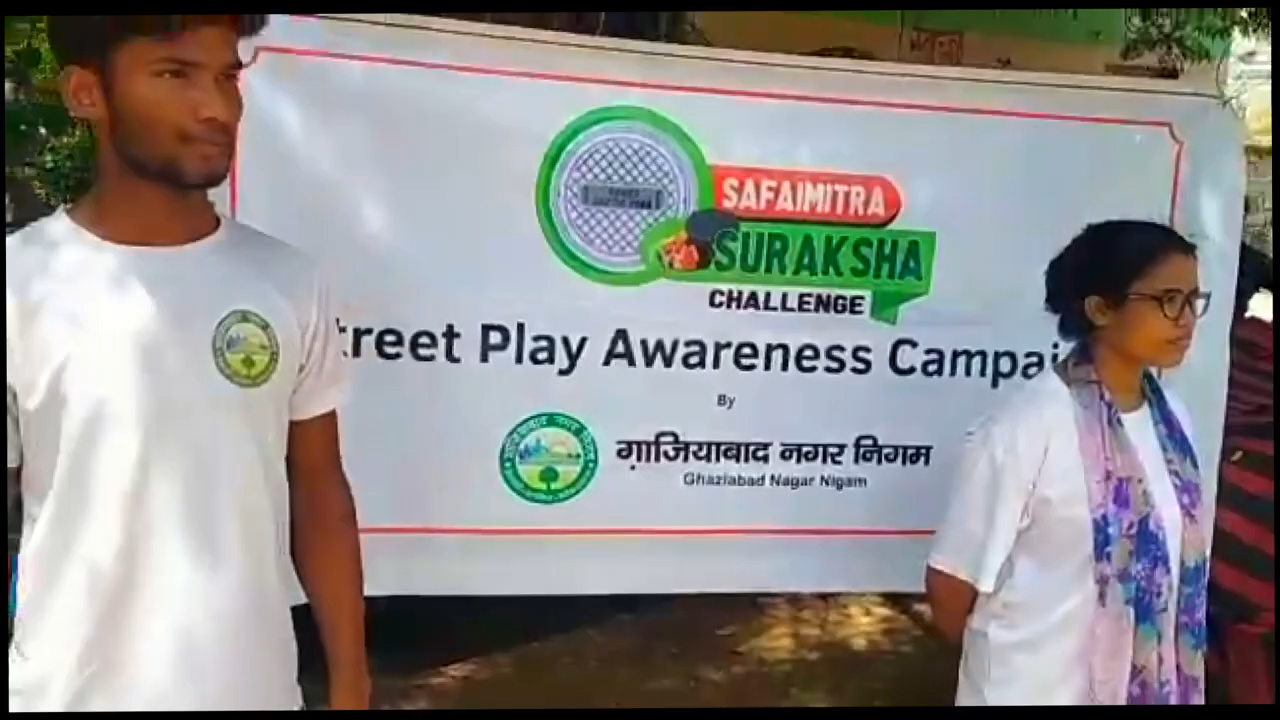 SAFAIMITRA
SURAKSHA
CHALLENGE
treet Play Awareness Campai
By
ग़ाजियाबाद नगर निगम
Ghaziabad Nagar Nigam